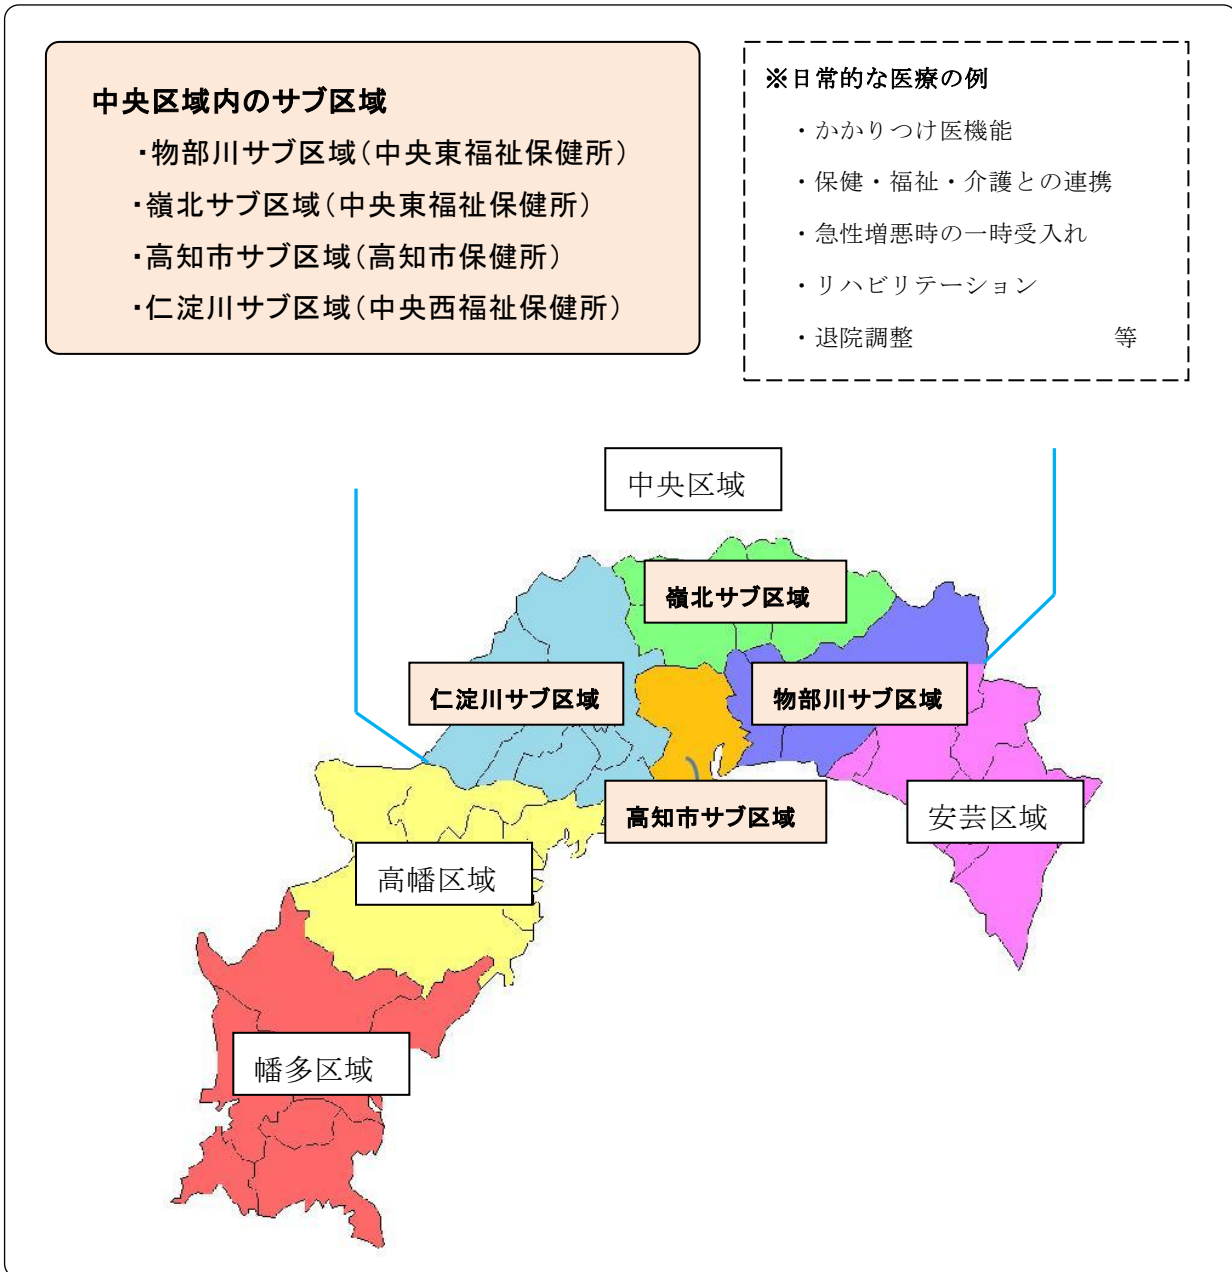 中央区域内のサブ区域
・物部川サブ区域（中央東福祉保健所）
・嶺北サブ区域（中央東福祉保健所）
・高知市サブ区域（高知市保健所）
・仁淀川サブ区域（中央西福祉保健所）
※日常的な医療の例
・かかりつけ医機能
・保健・福祉・介護との連携
・急性増悪時の一時受入れ
・リハビリテーション
・退院調整 等
中央区域
嶺北サブ区域
仁淀川サブ区域
物部川サブ区域
高知市サブ区域
安芸区域
高幡区域
幡多区域